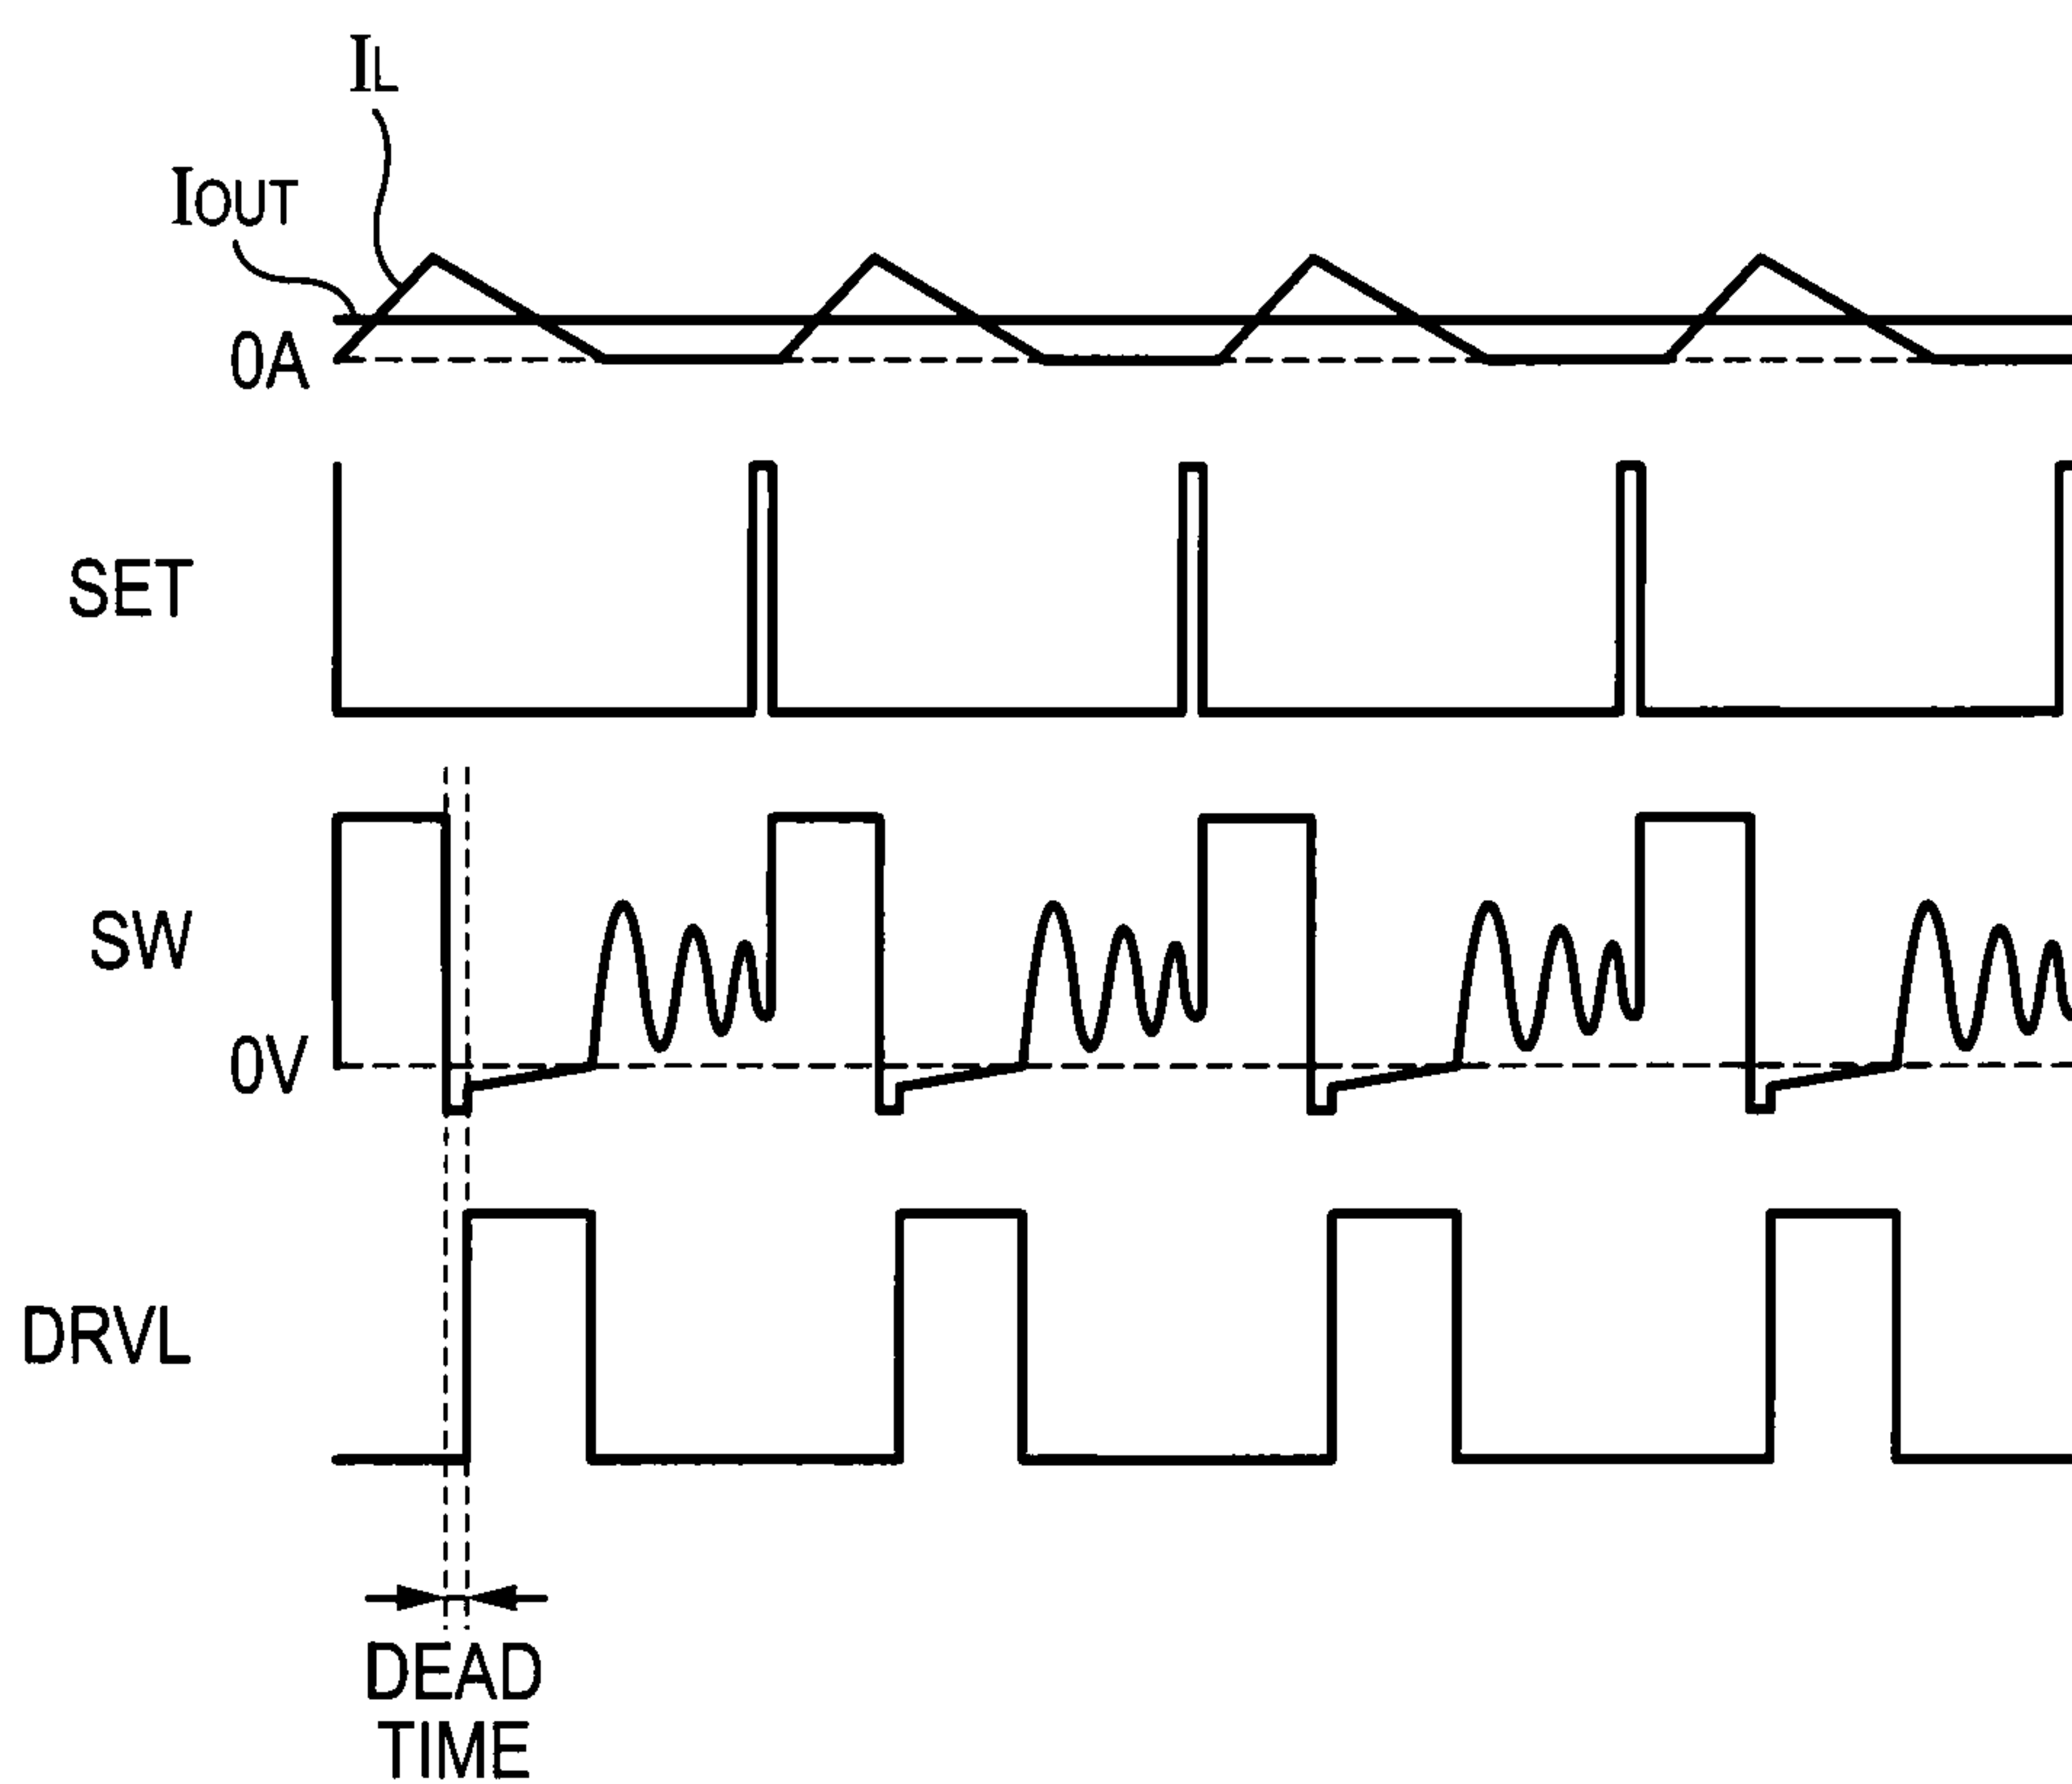 IL
IOUT
0A
SET
SW
0V
DRVL
DEAD
TIME